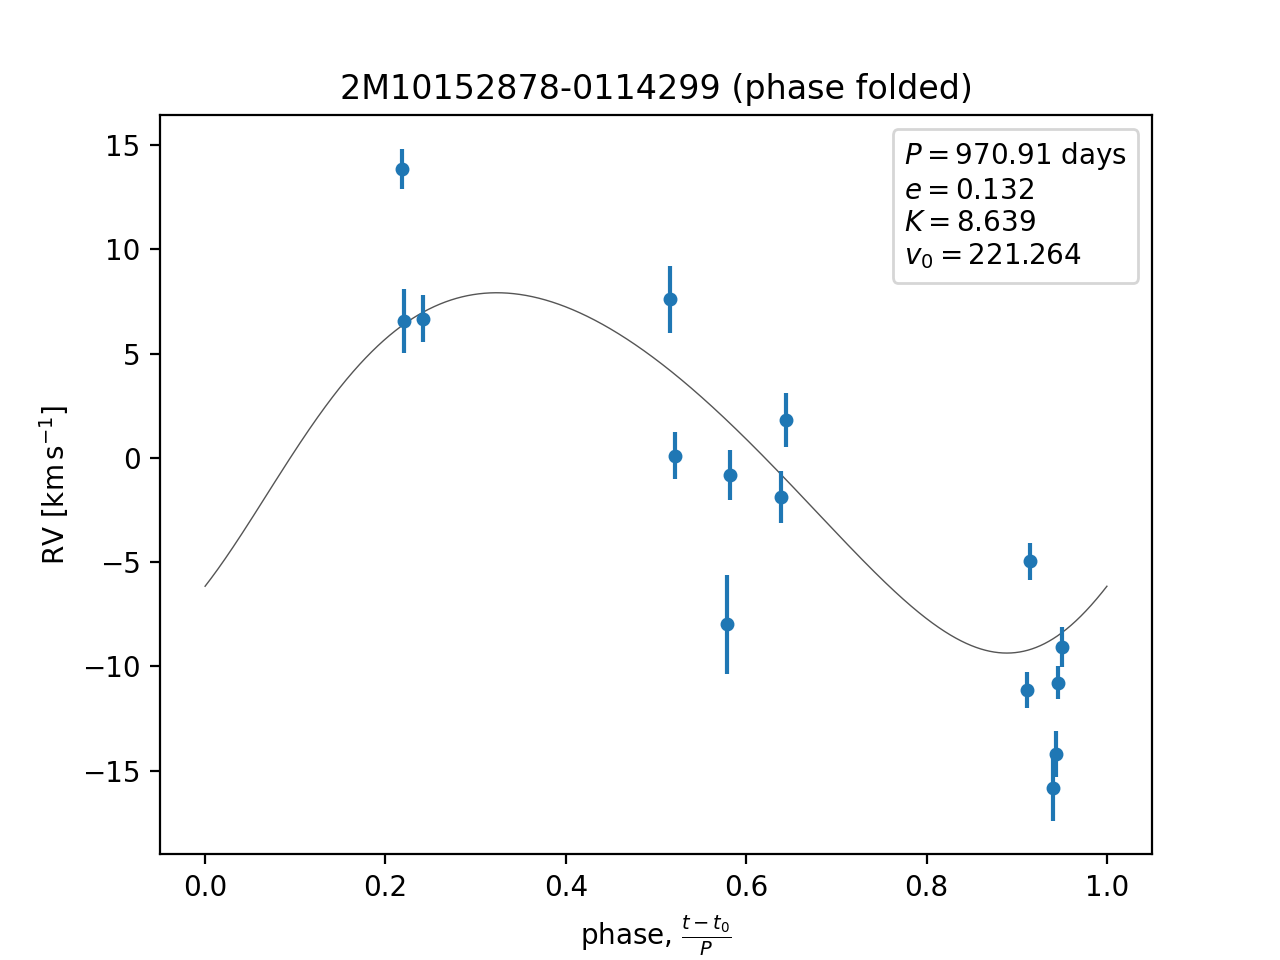 2M10152878-0114299 (phase folded)
P = 970.91 days
e = 0.132
K = 8.639
v₀ = 221.264
RV [km s⁻¹]
15
10
5
0
−5
−10
−15
0.0 0.2 0.4 0.6 0.8 1.0
phase, (t − t₀)/P